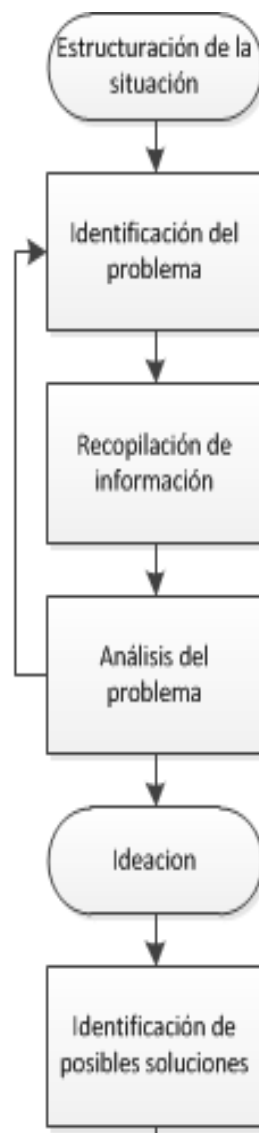 Estructuración de la
situación
Identificación del
problema
Recopilación de
información
Análisis del
problema
Ideacion
Identificación de
posibles soluciones